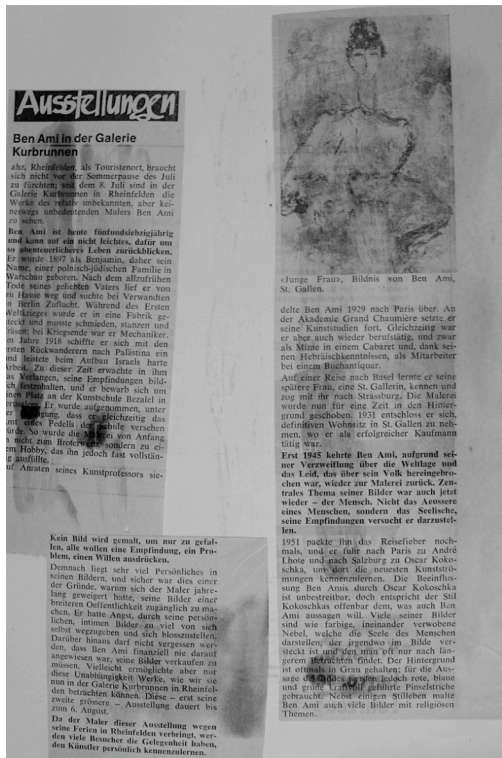 Ausstellungen
Ben Ami in der Galerie
Kurbrunnen
ahz. Rheinfelden, als Touristenort, braucht
sich nicht vor der Sommerpause des Juli
zu fürchten; seit dem 8. Juli sind in der
Galerie Kurbrunnen in Rheinfelden die
Werke des relativ unbekannten, aber kei-
neswegs unbedeutenden Malers Ben Ami
zu sehen.
Ben Ami ist heute fünfundsiebzigjährig
und kann auf ein nicht leichtes, dafür um
so abenteuerlicheres Leben zurückblicken.
Er wurde 1897 als Benjamin, daher sein
Name, einer polnisch-jüdischen Familie in
Warschau geboren. Nach dem allzufrühen
Tode seines geliebten Vaters lief er von
zu Hause weg und suchte bei Verwandten
in Berlin Zuflucht. Während des Ersten
Weltkrieges wurde er in eine Fabrik ge-
steckt und musste schmieden, stanzen und
fräsen; bei Kriegsende war er Mechaniker.
Im Jahre 1918 schiffte er sich mit den
ersten Rückwanderern nach Palästina ein
und leistete beim Aufbau Israels harte
Arbeit. Zu dieser Zeit erwachte in ihm
das Verlangen, seine Empfindungen bild-
lich festzuhalten, und er bewarb sich um
einen Platz an der Kunstschule Bezalel in
Jerusalem. Er wurde aufgenommen, unter
der Bedingung, dass er gleichzeitig das
Amt eines Pedells der Schule versehen
würde. So wurde die Malerei von Anfang
an nicht zum Broterwerb, sondern zu ei-
nem Hobby, das ihn jedoch fast vollstän-
dig ausfüllte.
Auf Anraten seines Kunstprofessors sie-
«Junge Frau», Bildnis von Ben Ami,
St. Gallen.
delte Ben Ami 1929 nach Paris über. An
der Akademie Grand Chaumière setzte er
seine Kunststudien fort. Gleichzeitig war
er aber auch wieder berufstätig, und zwar
als Mime in einem Cabaret und, dank sei-
nen Hebräischkenntnissen, als Mitarbeiter
bei einem Buchantiquar.
Auf einer Reise nach Basel lernte er seine
spätere Frau, eine St. Gallerin, kennen und
zog mit ihr nach Strassburg. Die Malerei
wurde nun für eine Zeit in den Hinter-
grund geschoben. 1931 entschloss er sich,
definitiven Wohnsitz in St. Gallen zu neh-
men, wo er als erfolgreicher Kaufmann
tätig war.
Erst 1945 kehrte Ben Ami, aufgrund sei-
ner Verzweiflung über die Weltlage und
das Leid, das über sein Volk hereingebro-
chen war, wieder zur Malerei zurück. Zen-
trales Thema seiner Bilder war auch jetzt
wieder – der Mensch. Nicht das Aeussere
eines Menschen, sondern das Seelische,
seine Empfindungen versucht er darzustel-
len.
1951 packte ihn das Reisefieber noch-
mals, und er fuhr nach Paris zu André
Lhote und nach Salzburg zu Oscar Koko-
schka, um dort die neuesten Kunstströ-
mungen kennenzulernen. Die Beeinflus-
sung Ben Amis durch Oskar Kokoschka
ist unbestreitbar, doch entspricht der Stil
Kokoschkas offenbar dem, was auch Ben
Ami aussagen will. Viele seiner Bilder
sind wie farbige, ineinander verwobene
Nebel, welche die Seele des Menschen
darstellen, der irgendwo im Bilde ver-
steckt ist und den man oft nur nach län-
gerem Betrachten findet. Der Hintergrund
ist oftmals in Grau gehalten; für die Aus-
sage des Bildes werden jedoch rote, blaue
und grüne kraftvoll geführte Pinselstriche
gebraucht. Nebst einigen Stilleben malte
Ben Ami auch viele Bilder mit religiösen
Themen.
Kein Bild wird gemalt, um nur zu gefal-
len, alle wollen eine Empfindung, ein Pro-
blem, einen Willen ausdrücken.
Demnach liegt sehr viel Persönliches in
seinen Bildern, und sicher war dies einer
der Gründe, warum sich der Maler jahre-
lang geweigert hatte, seine Bilder einer
breiteren Oeffentlichkeit zugänglich zu ma-
chen. Er hatte Angst, durch seine persön-
lichen, intimen Bilder zu viel von sich
selbst wegzugeben und sich blosszustellen.
Darüber hinaus darf nicht vergessen wer-
den, dass Ben Ami finanziell nie darauf
angewiesen war, seine Bilder verkaufen zu
müssen. Vielleicht ermöglichte aber nur
diese Unabhängigkeit Werke, wie wir sie
nun in der Galerie Kurbrunnen in Rheinfel-
den betrachten können. Diese – erst seine
zweite grössere – Ausstellung dauert bis
zum 6. August.
Da der Maler dieser Ausstellung wegen
seine Ferien in Rheinfelden verbringt, wer-
den viele Besucher die Gelegenheit haben,
den Künstler persönlich kennenzulernen.